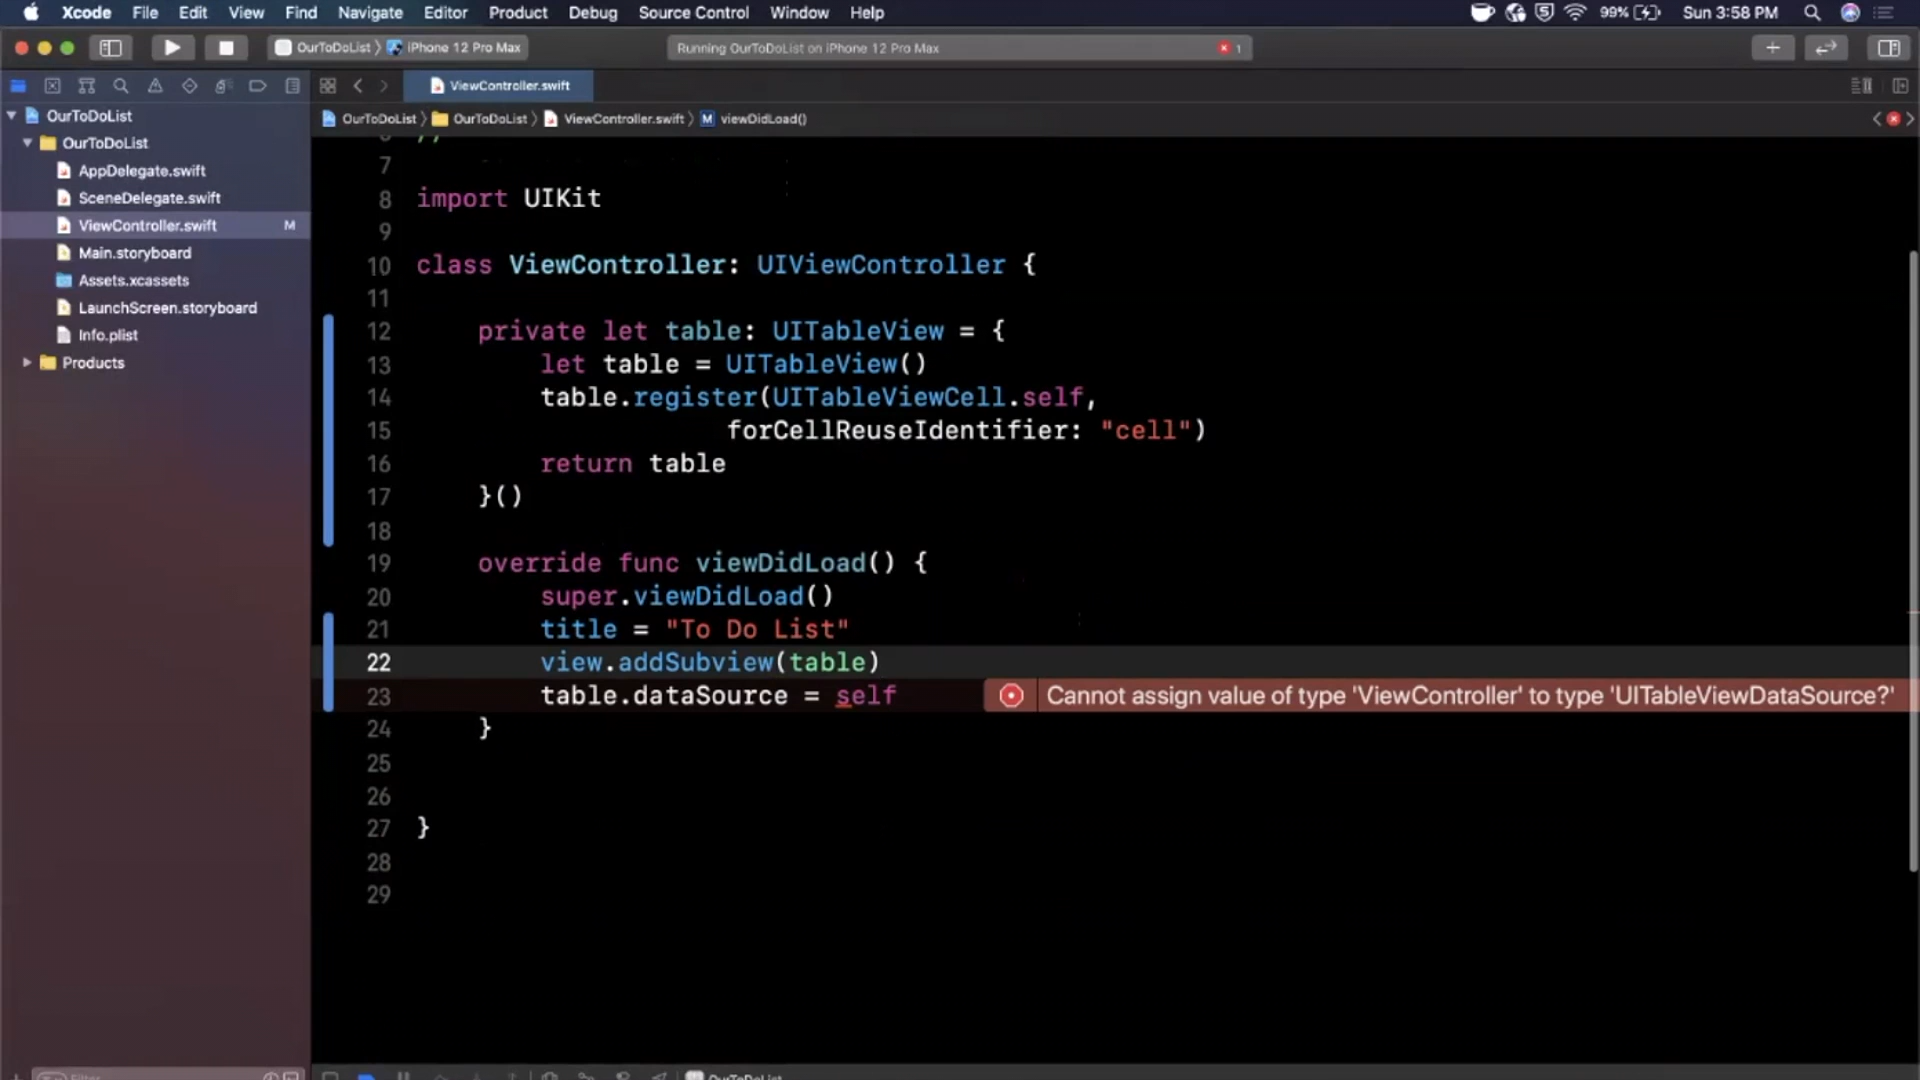 Xcode File Edit View Find Navigate Editor Product Debug Source Control Window Help 99% Sun 3:58 PM
OurToDoList 〉 iPhone 12 Pro Max Running OurToDoList on iPhone 12 Pro Max 1
ViewController.swift
OurToDoList 〉 OurToDoList 〉 ViewController.swift 〉 M viewDidLoad()
OurToDoList
OurToDoList
AppDelegate.swift
SceneDelegate.swift
ViewController.swift M
Main.storyboard
Assets.xcassets
LaunchScreen.storyboard
Info.plist
Products
7
8 import UIKit
9
10 class ViewController: UIViewController {
11
12 private let table: UITableView = {
13 let table = UITableView()
14 table.register(UITableViewCell.self,
15 forCellReuseIdentifier: "cell")
16 return table
17 }()
18
19 override func viewDidLoad() {
20 super.viewDidLoad()
21 title = "To Do List"
22 view.addSubview(table)
23 table.dataSource = self Cannot assign value of type 'ViewController' to type 'UITableViewDataSource?'
24 }
25
26
27 }
28
29
Filter OurToDoList